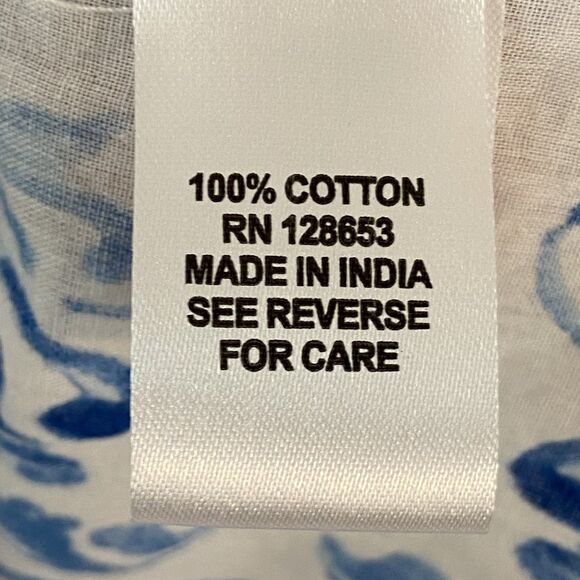 100% COTTON
RN 128653
MADE IN INDIA
SEE REVERSE
FOR CARE